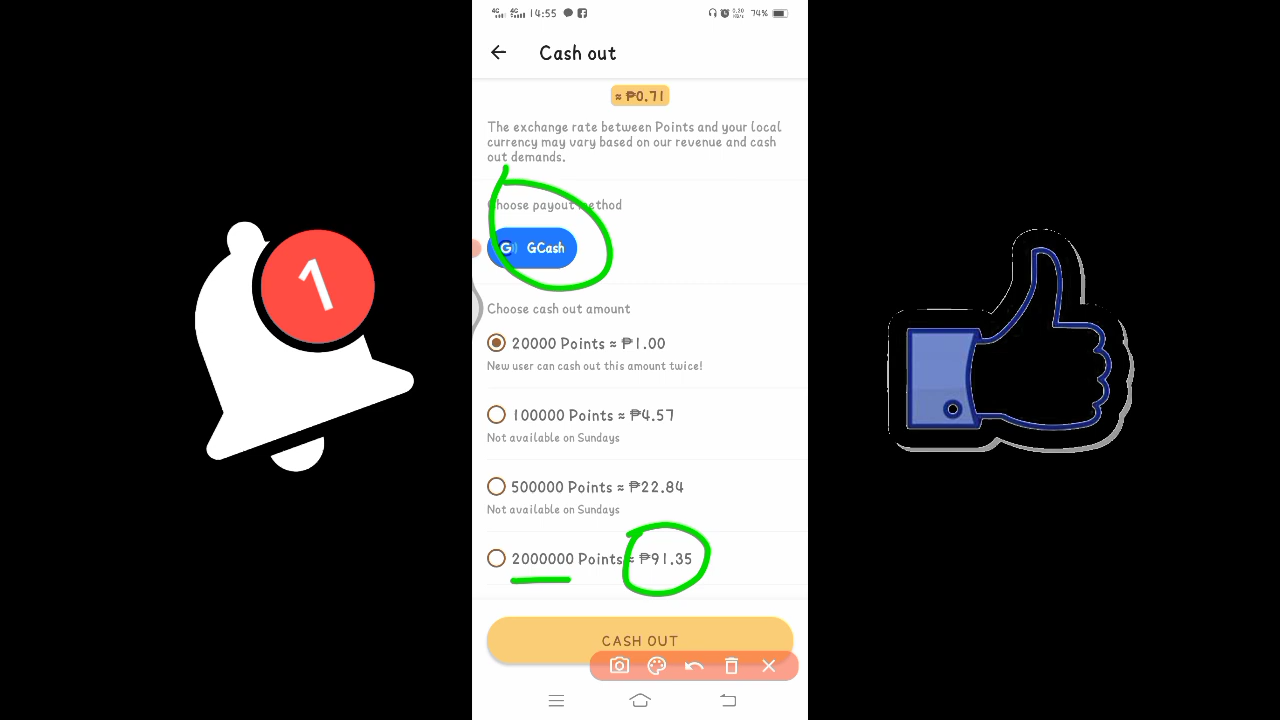 14:55
74%
Cash out
≈ ₱0.71
The exchange rate between Points and your local
currency may vary based on our revenue and cash
out demands.
Choose payout method
G GCash
Choose cash out amount
20000 Points ≈ ₱1.00
New user can cash out this amount twice!
100000 Points ≈ ₱4.57
Not available on Sundays
500000 Points ≈ ₱22.84
Not available on Sundays
2000000 Points ≈ ₱91.35
CASH OUT
1